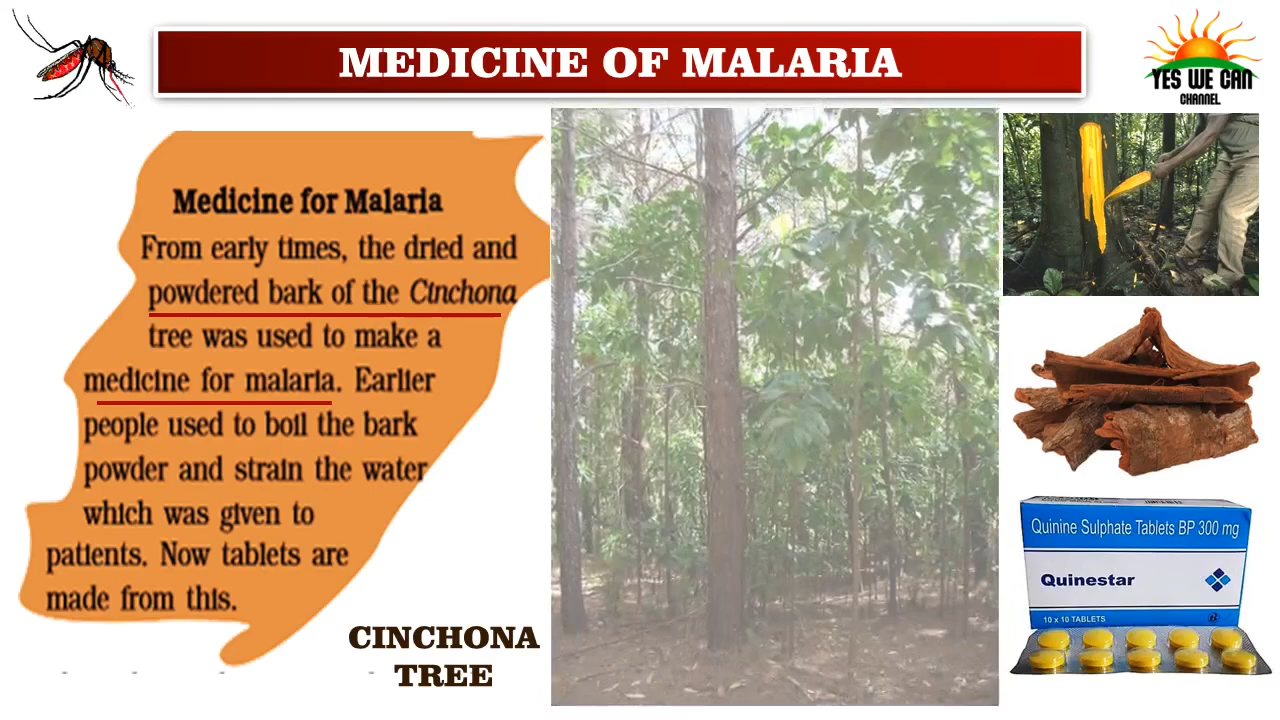 MEDICINE OF MALARIA
YES WE CAN
CHANNEL
Medicine for Malaria
From early times, the dried and
powdered bark of the Cinchona
tree was used to make a
medicine for malaria. Earlier
people used to boil the bark
powder and strain the water
which was given to
patients. Now tablets are
made from this.
CINCHONA
TREE
Quinine Sulphate Tablets BP 300 mg
Quinestar
10 x 10 TABLETS